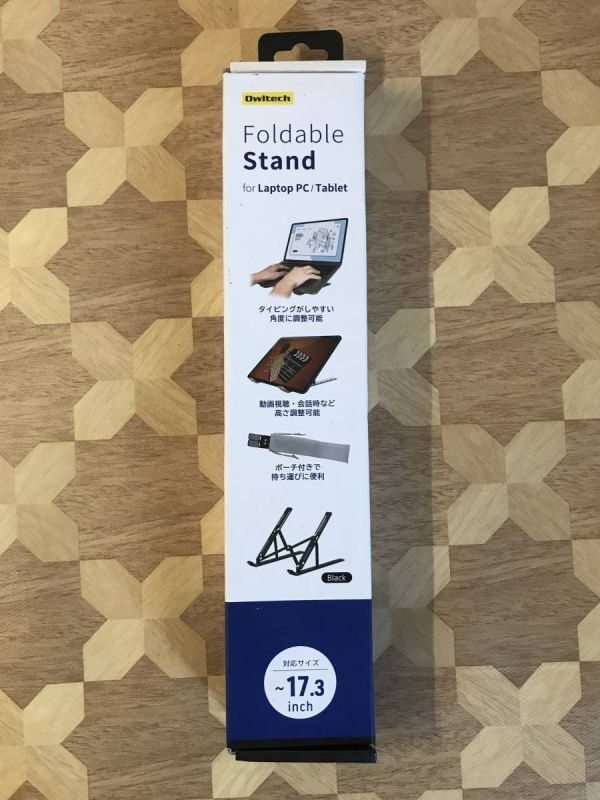 Owltech
Foldable
Stand
for Laptop PC/Tablet
タイピングがしやすい
角度に調整可能
動画視聴・会話時など
高さ調整可能
ポーチ付きで
持ち運びに便利
Black
対応サイズ
~17.3
inch